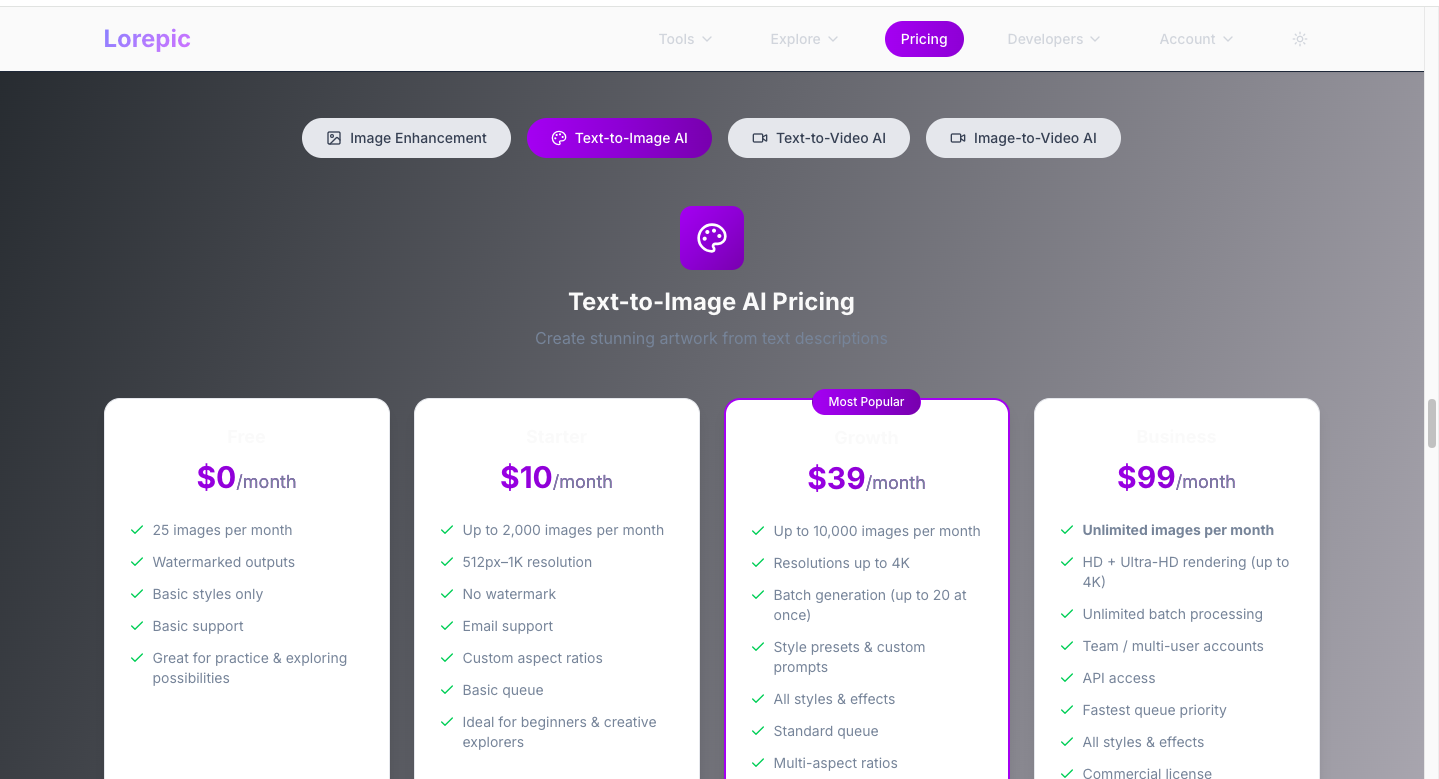 Lorepic
Tools
Explore
Pricing
Developers
Account
Image Enhancement
Text-to-Image AI
Text-to-Video AI
Image-to-Video AI
Text-to-Image AI Pricing
Create stunning artwork from text descriptions
Free
$0/month
25 images per month
Watermarked outputs
Basic styles only
Basic support
Great for practice & exploring
possibilities
Starter
$10/month
Up to 2,000 images per month
512px–1K resolution
No watermark
Email support
Custom aspect ratios
Basic queue
Ideal for beginners & creative
explorers
Most Popular
Growth
$39/month
Up to 10,000 images per month
Resolutions up to 4K
Batch generation (up to 20 at
once)
Style presets & custom
prompts
All styles & effects
Standard queue
Multi-aspect ratios
Business
$99/month
Unlimited images per month
HD + Ultra-HD rendering (up to
4K)
Unlimited batch processing
Team / multi-user accounts
API access
Fastest queue priority
All styles & effects
Commercial license